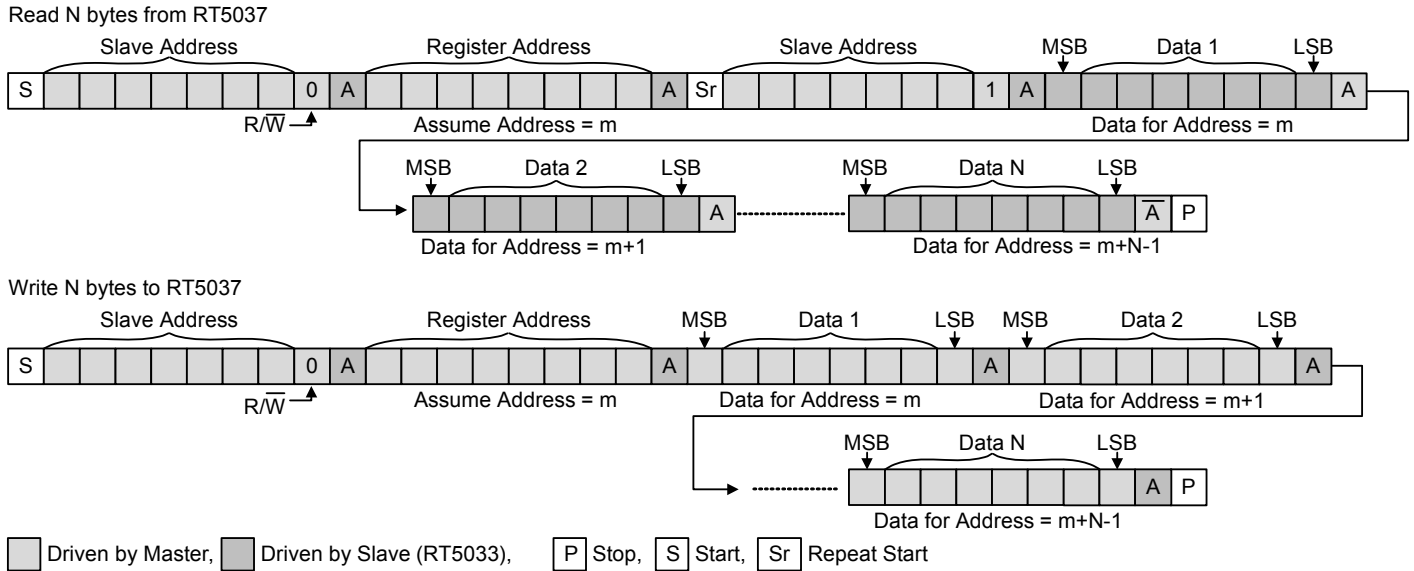 Read N bytes from RT5037
Slave Address Register Address Slave Address MSB Data 1 LSB
S 0 A A Sr 1 A A
R/W̅ Assume Address = m Data for Address = m
MSB Data 2 LSB MSB Data N LSB
A A̅ P
Data for Address = m+1 Data for Address = m+N-1
Write N bytes to RT5037
Slave Address Register Address MSB Data 1 LSB MSB Data 2 LSB
S 0 A A A A
R/W̅ Assume Address = m Data for Address = m Data for Address = m+1
MSB Data N LSB
A P
Data for Address = m+N-1
Driven by Master, Driven by Slave (RT5033), P Stop, S Start, Sr Repeat Start